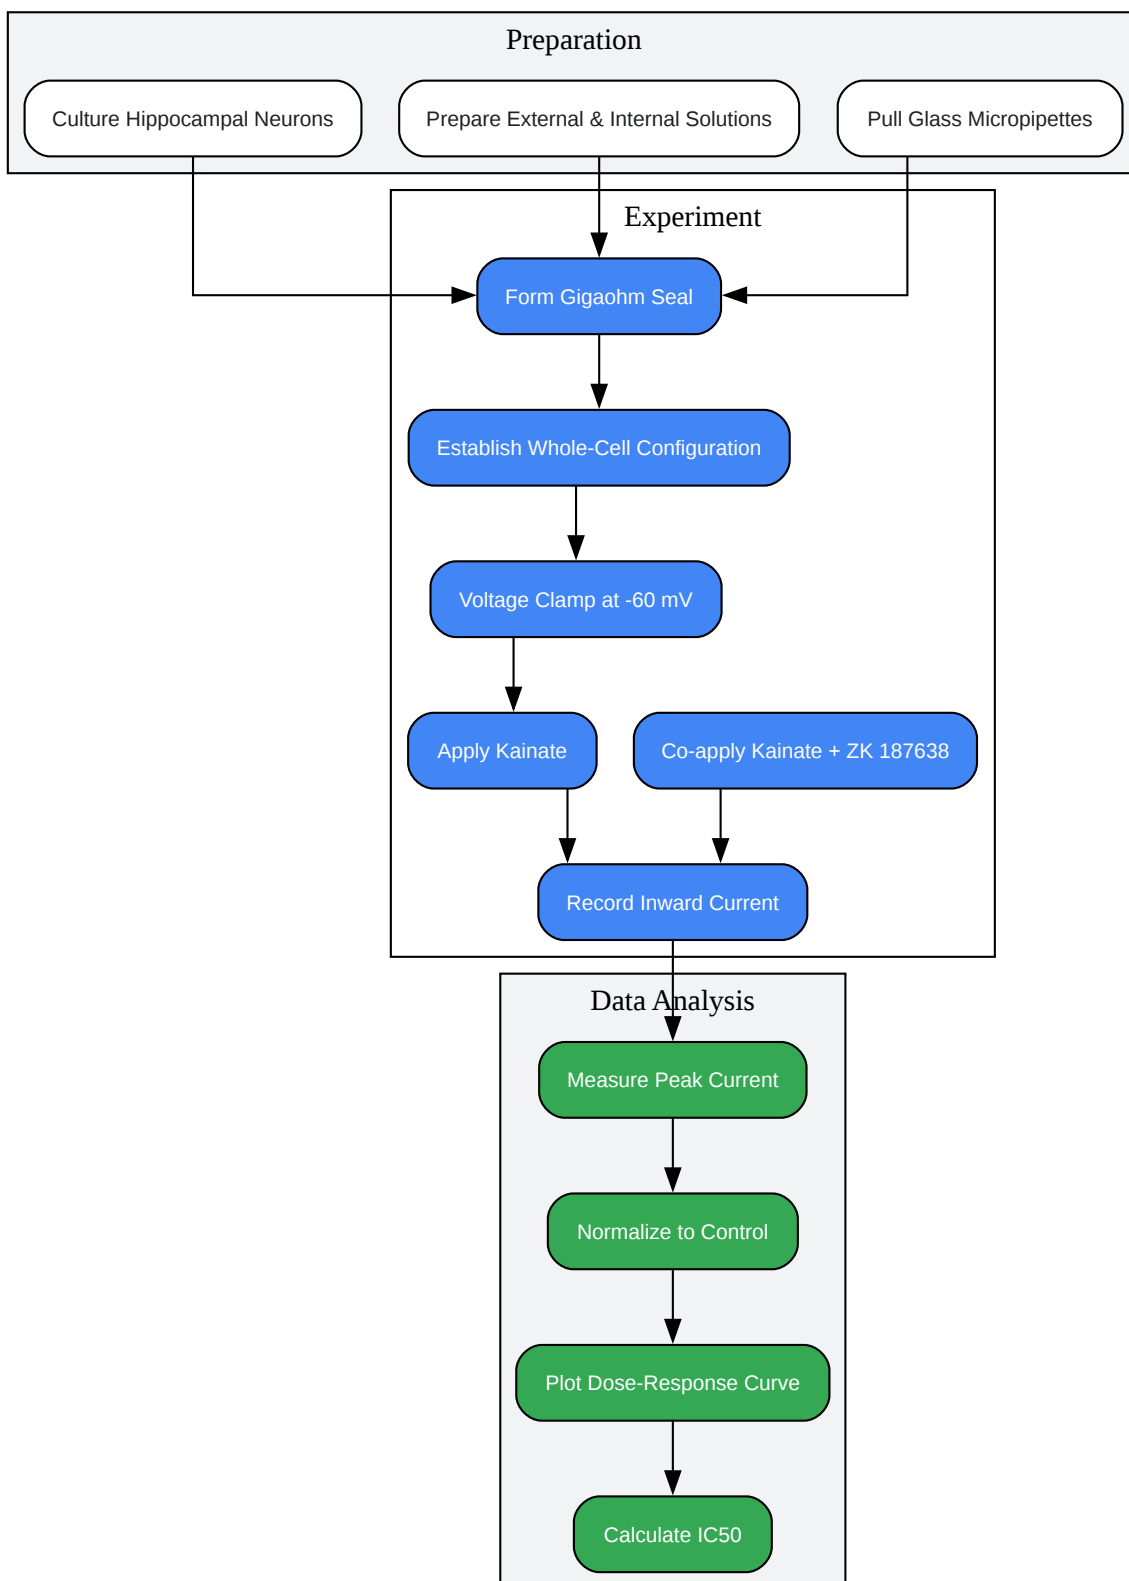 Preparation
Culture Hippocampal Neurons
Prepare External & Internal Solutions
Pull Glass Micropipettes
Experiment
Form Gigaohm Seal
Establish Whole-Cell Configuration
Voltage Clamp at -60 mV
Apply Kainate
Co-apply Kainate + ZK 187638
Record Inward Current
Data Analysis
Measure Peak Current
Normalize to Control
Plot Dose-Response Curve
Calculate IC50